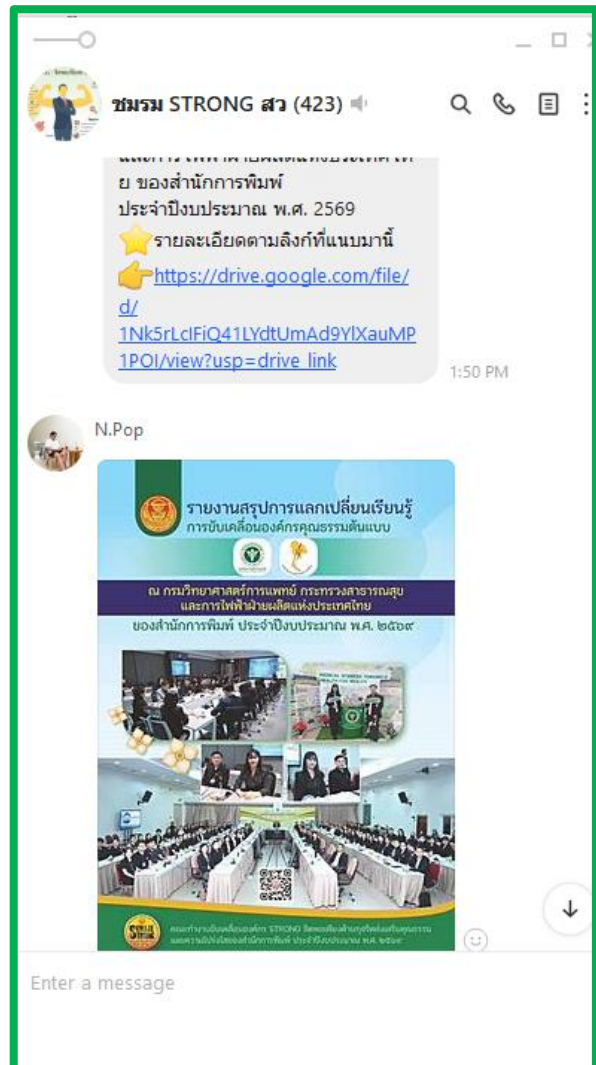 ชมรม STRONG สว (423)
ย ของสำนักการพิมพ์
ประจำปีงบประมาณ พ.ศ. 2569
⭐รายละเอียดตามลิงก์ที่แนบมานี้
👉https://drive.google.com/file/
d/
1Nk5rLcIFiQ41LYdtUmAd9YlXauMP
1POI/view?usp=drive_link
1:50 PM
N.Pop
รายงานสรุปการแลกเปลี่ยนเรียนรู้
การขับเคลื่อนองค์กรคุณธรรมต้นแบบ
ณ กรมวิทยาศาสตร์การแพทย์ กระทรวงสาธารณสุข
และการไฟฟ้าฝ่ายผลิตแห่งประเทศไทย
ของสำนักการพิมพ์ ประจำปีงบประมาณ พ.ศ. ๒๕๖๙
STRONG
Enter a message